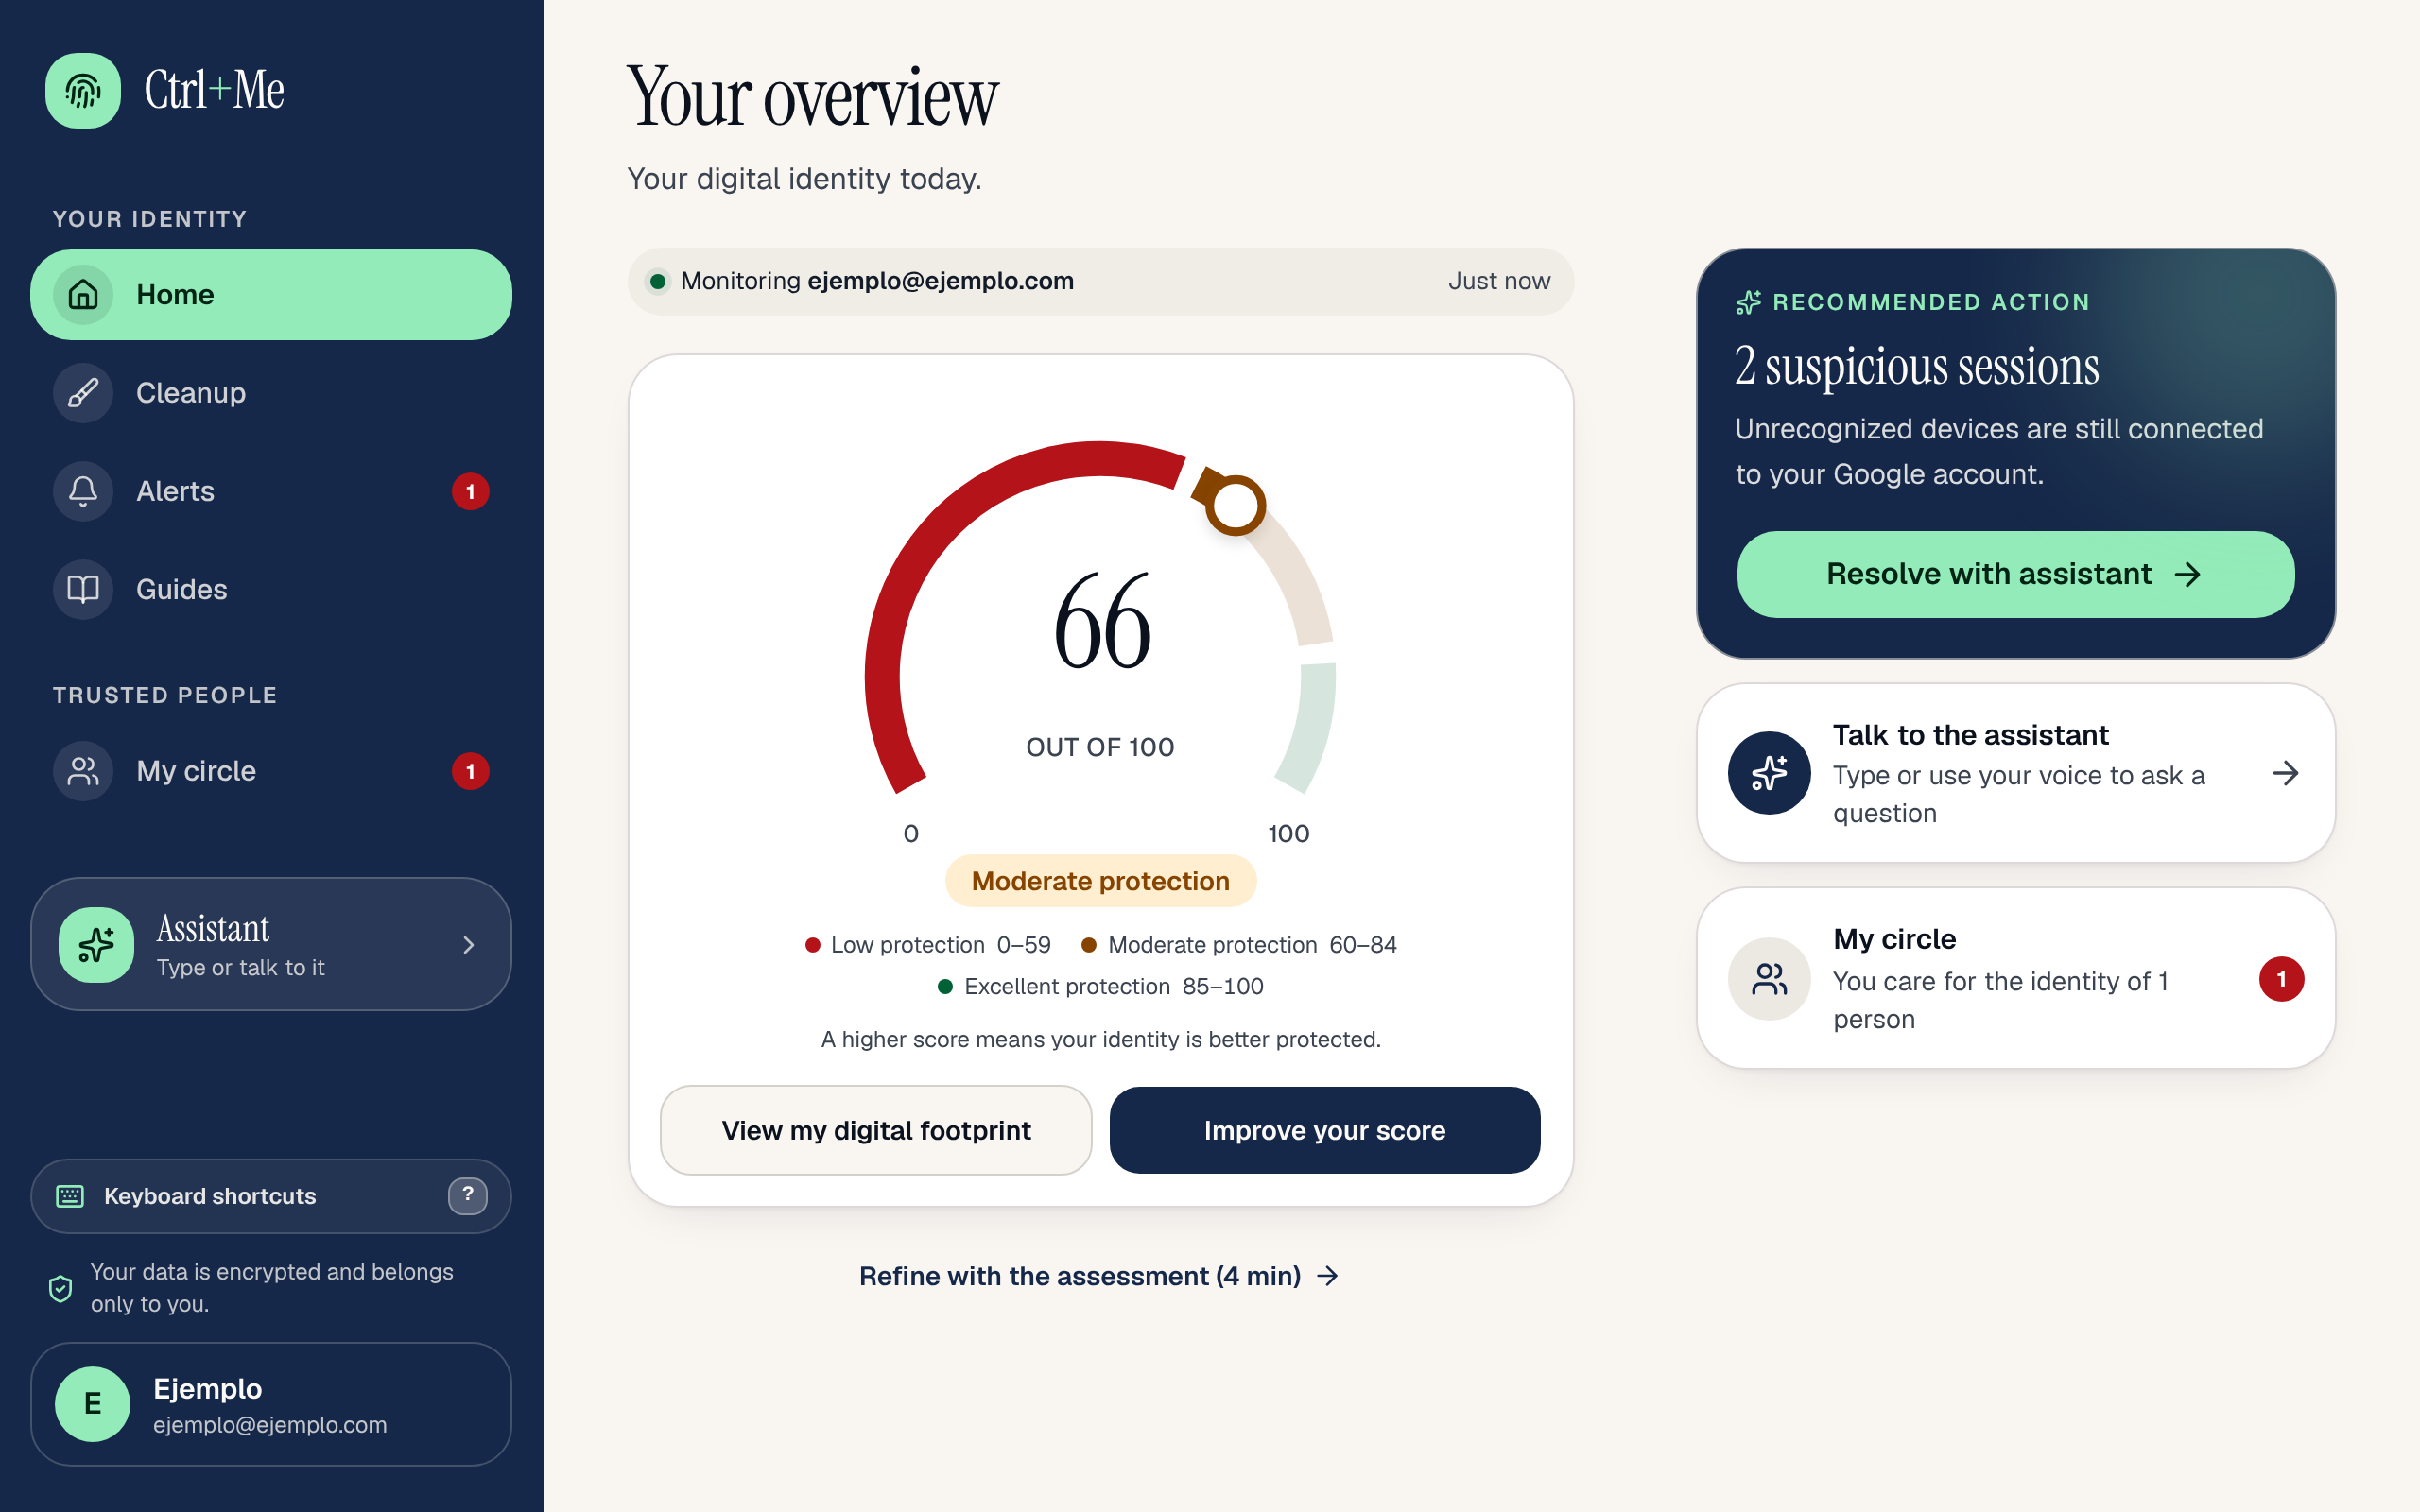 Ctrl+Me
YOUR IDENTITY
Home
Cleanup
Alerts 1
Guides
TRUSTED PEOPLE
My circle 1
Assistant
Type or talk to it
Keyboard shortcuts ?
Your data is encrypted and belongs
only to you.
E
Ejemplo
ejemplo@ejemplo.com
Your overview
Your digital identity today.
Monitoring ejemplo@ejemplo.com Just now
66
OUT OF 100
0 100
Moderate protection
Low protection 0–59 Moderate protection 60–84
Excellent protection 85–100
A higher score means your identity is better protected.
View my digital footprint Improve your score
Refine with the assessment (4 min)
RECOMMENDED ACTION
2 suspicious sessions
Unrecognized devices are still connected
to your Google account.
Resolve with assistant
Talk to the assistant
Type or use your voice to ask a
question
My circle
You care for the identity of 1
person
1